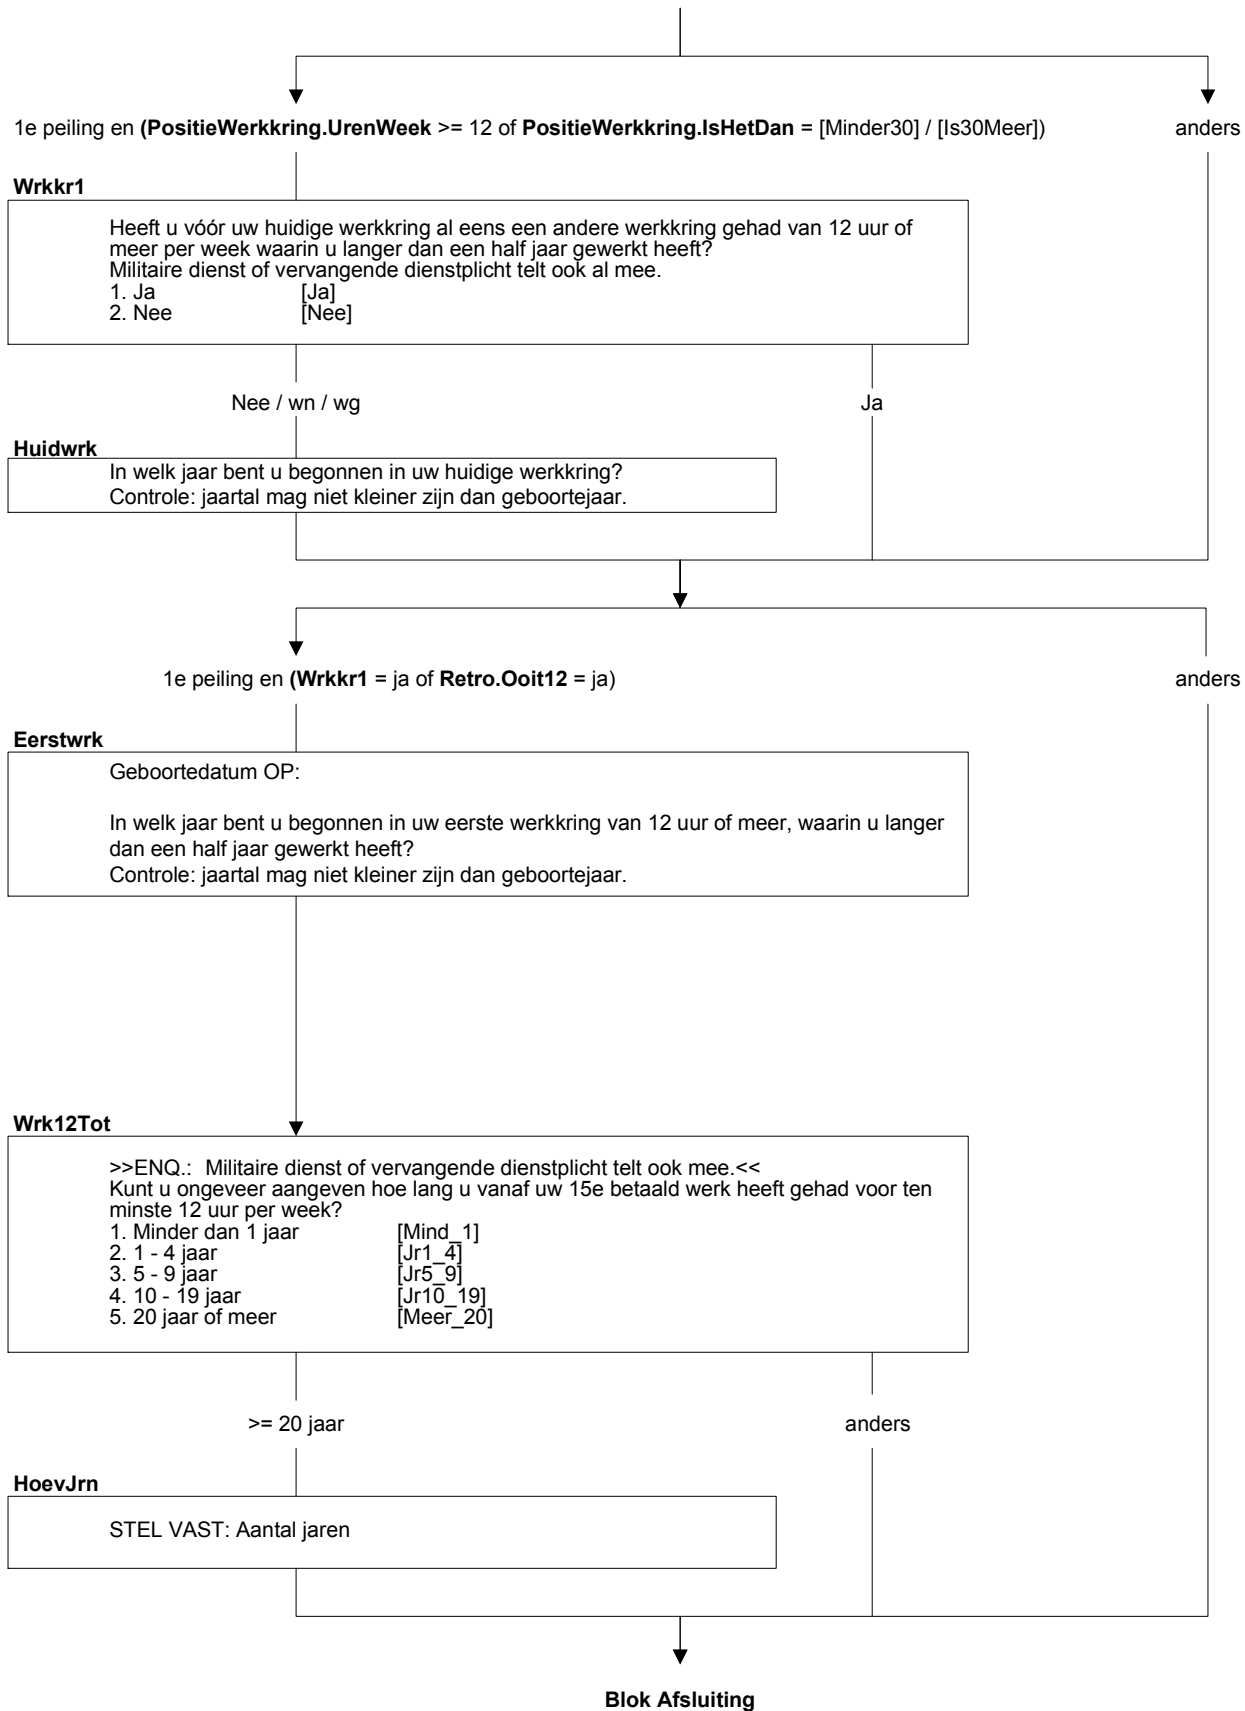 1e peiling en (PositieWerkkring.UrenWeek >= 12 of PositieWerkkring.IsHetDan = [Minder30] / [Is30Meer])
anders
Wrkkr1
Heeft u vóór uw huidige werkkring al eens een andere werkkring gehad van 12 uur of
meer per week waarin u langer dan een half jaar gewerkt heeft?
Militaire dienst of vervangende dienstplicht telt ook al mee.
1. Ja [Ja]
2. Nee [Nee]
Nee / wn / wg
Ja
Huidwrk
In welk jaar bent u begonnen in uw huidige werkkring?
Controle: jaartal mag niet kleiner zijn dan geboortejaar.
1e peiling en (Wrkkr1 = ja of Retro.Ooit12 = ja)
anders
Eerstwrk
Geboortedatum OP:
In welk jaar bent u begonnen in uw eerste werkkring van 12 uur of meer, waarin u langer
dan een half jaar gewerkt heeft?
Controle: jaartal mag niet kleiner zijn dan geboortejaar.
Wrk12Tot
>>ENQ.: Militaire dienst of vervangende dienstplicht telt ook mee.<<
Kunt u ongeveer aangeven hoe lang u vanaf uw 15e betaald werk heeft gehad voor ten
minste 12 uur per week?
1. Minder dan 1 jaar [Mind_1]
2. 1 - 4 jaar [Jr1_4]
3. 5 - 9 jaar [Jr5_9]
4. 10 - 19 jaar [Jr10_19]
5. 20 jaar of meer [Meer_20]
>= 20 jaar
anders
HoevJrn
STEL VAST: Aantal jaren
Blok Afsluiting